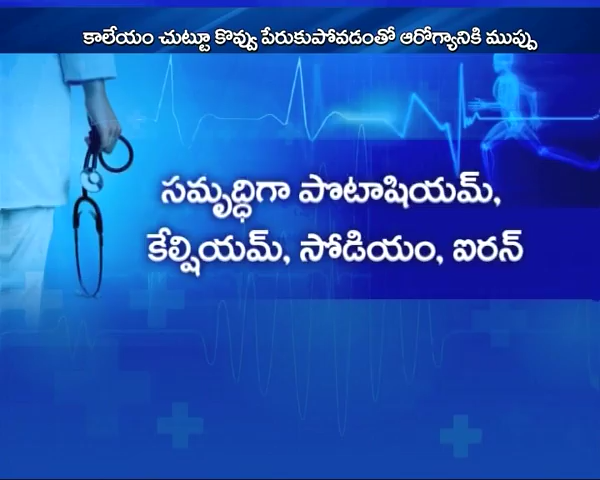 కాలేయం చుట్టూ కొవ్వు పేరుకుపోవడంతో ఆరోగ్యానికి ముప్పు
సమృద్ధిగా పొటాషియమ్,
కేల్షియమ్, సోడియం, ఐరన్